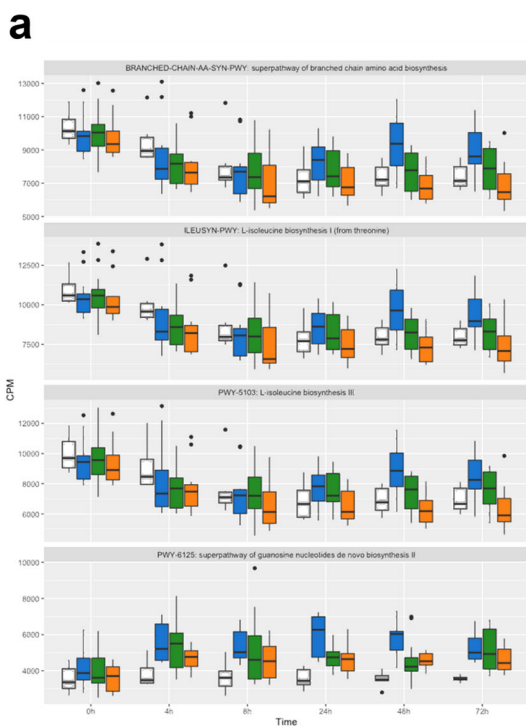 a
BRANCHED-CHAIN-AA-SYN-PWY: superpathway of branched chain amino acid biosynthesis
13000
11000
9000
7000
5000
ILEUSYN-PWY: L-isoleucine biosynthesis I (from threonine)
12500
10000
7500
CPM
PWY-5103: L-isoleucine biosynthesis III
12000
10000
8000
6000
PWY-6125: superpathway of guanosine nucleotides de novo biosynthesis II
10000
8000
6000
4000
0h 4h 6h 24h 48h 72h
Time